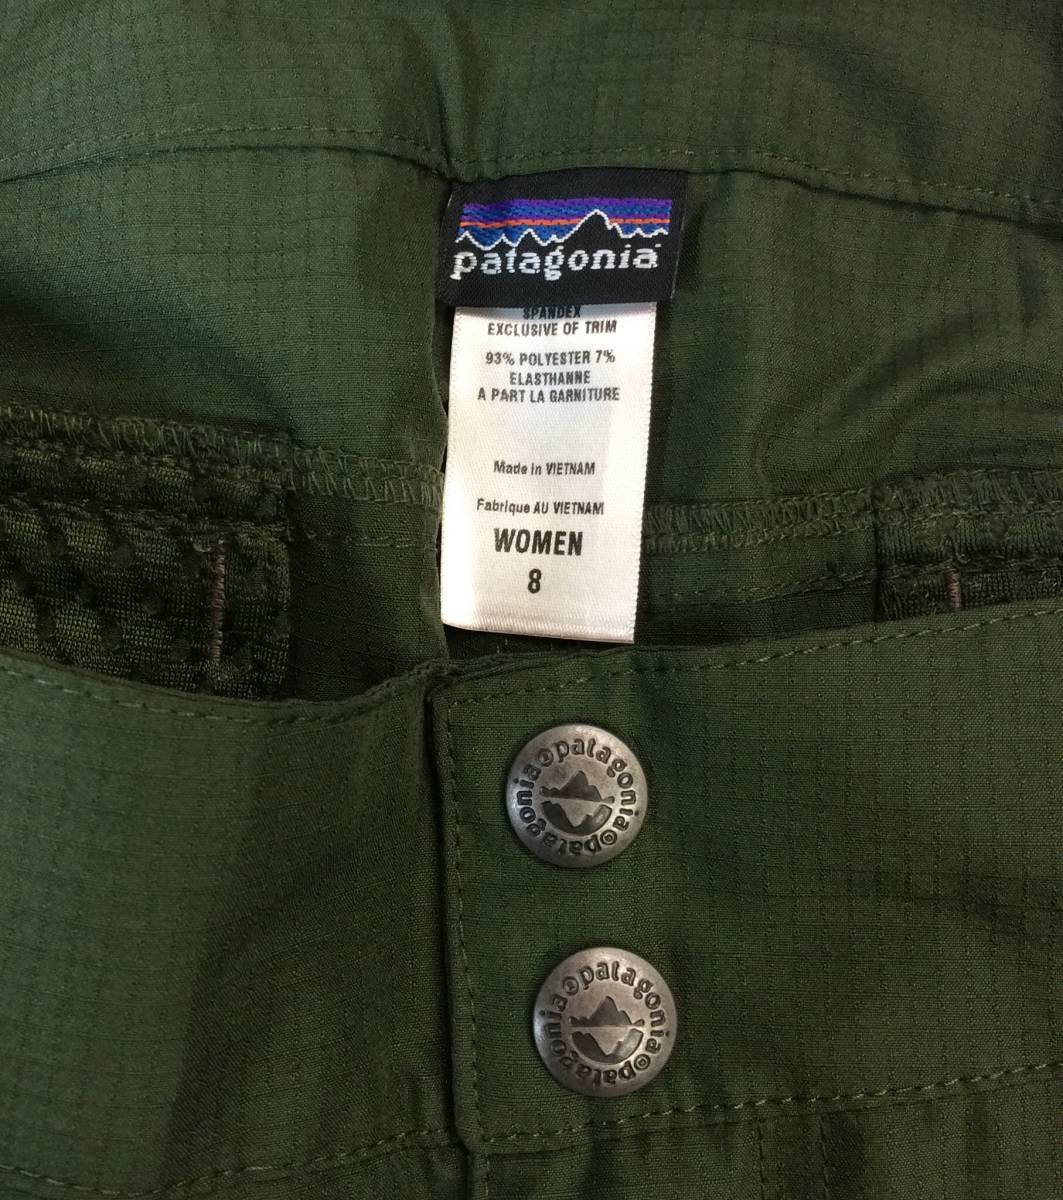 patagonia
SPANDEX
EXCLUSIVE OF TRIM
93% POLYESTER 7%
ELASTHANNE
A PART LA GARNITURE
Made in VIETNAM
Fabrique AU VIETNAM
WOMEN
8
patagonia
patagonia
patagonia
patagonia